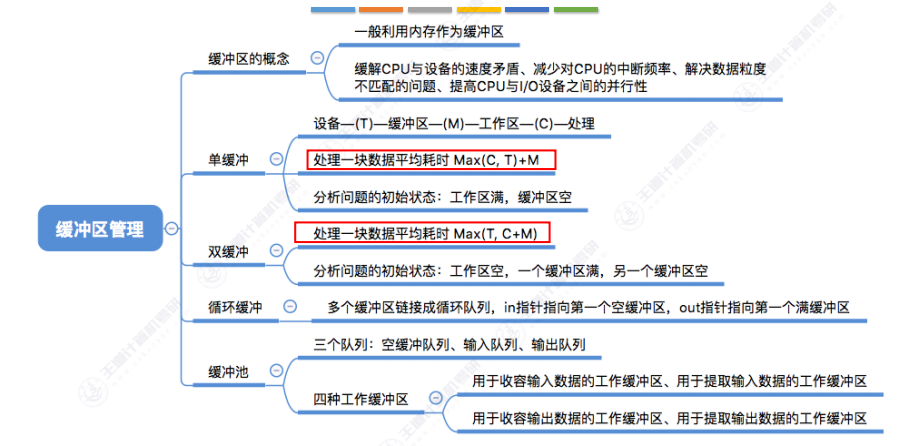 缓冲区管理
缓冲区的概念
一般利用内存作为缓冲区
缓解CPU与设备的速度矛盾、减少对CPU的中断频率、解决数据粒度
不匹配的问题、提高CPU与I/O设备之间的并行性
单缓冲
设备—(T)—缓冲区—(M)—工作区—(C)—处理
处理一块数据平均耗时 Max(C, T)+M
分析问题的初始状态：工作区满，缓冲区空
双缓冲
处理一块数据平均耗时 Max(T, C+M)
分析问题的初始状态：工作区空，一个缓冲区满，另一个缓冲区空
循环缓冲
多个缓冲区链接成循环队列，in指针指向第一个空缓冲区，out指针指向第一个满缓冲区
缓冲池
三个队列：空缓冲队列、输入队列、输出队列
四种工作缓冲区
用于收容输入数据的工作缓冲区、用于提取输入数据的工作缓冲区
用于收容输出数据的工作缓冲区、用于提取输出数据的工作缓冲区
王道计算机考研